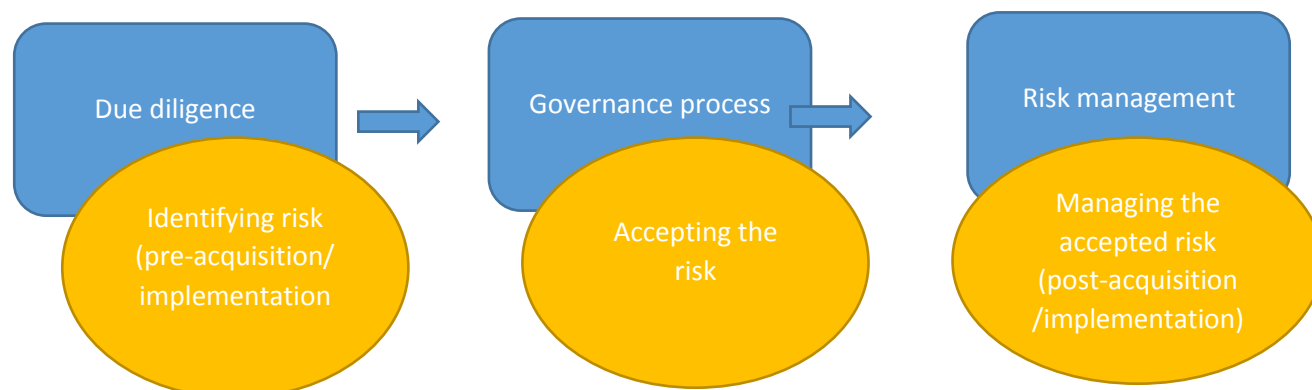 Due diligence
Identifying risk
(pre-acquisition/
implementation
Governance process
Accepting the
risk
Risk management
Managing the
accepted risk
(post-acquisition
/implementation)